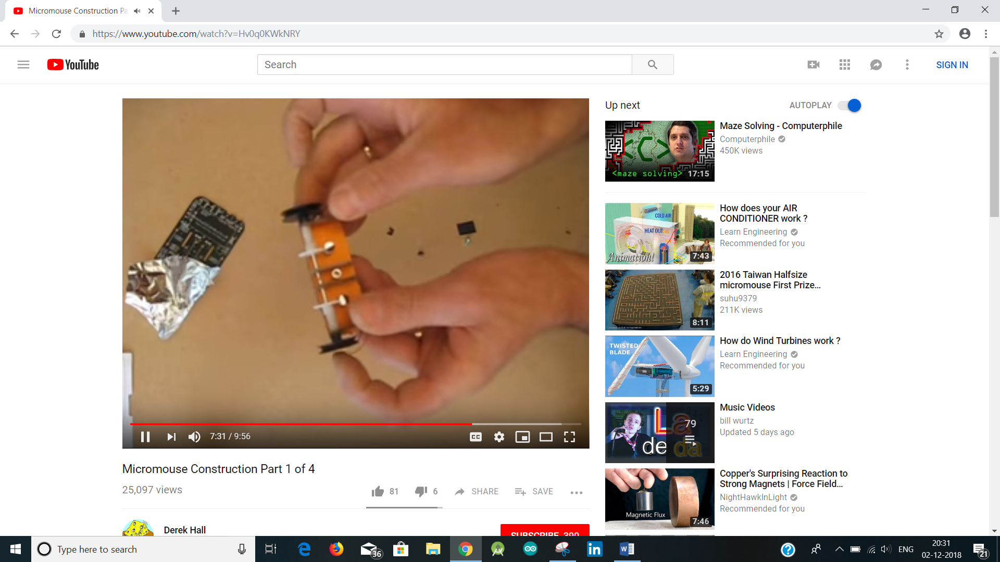 Micromouse Construction Pa
https://www.youtube.com/watch?v=Hv0q0KWkNRY
YouTube
Search
SIGN IN
Up next
AUTOPLAY
<C>
<maze solving>
17:15
Maze Solving - Computerphile
Computerphile
450K views
COLD AIR
HEAT OUT
Animation!
7:43
How does your AIR
CONDITIONER work ?
Learn Engineering
Recommended for you
8:11
2016 Taiwan Halfsize
micromouse First Prize...
suhu9379
211K views
TWISTED
BLADE
5:29
How do Wind Turbines work ?
Learn Engineering
Recommended for you
La
de da
79
Music Videos
bill wurtz
Updated 5 days ago
Magnetic Flux
7:46
Copper's Surprising Reaction to
Strong Magnets | Force Field...
NightHawkInLight
Recommended for you
7:31 / 9:56
CC
Micromouse Construction Part 1 of 4
25,097 views
81
6
SHARE
SAVE
Derek Hall
SUBSCRIBE 390
Type here to search
36
in
W
ENG
20:31
02-12-2018
21